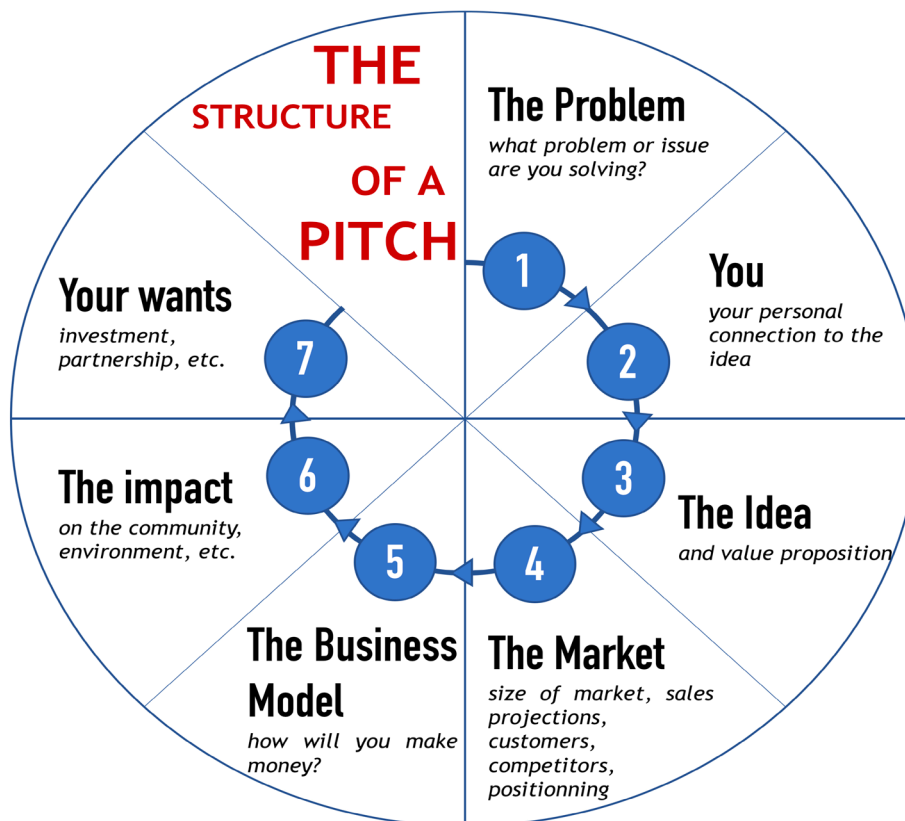 THE
STRUCTURE
OF A
PITCH
1
The Problem
what problem or issue
are you solving?
2
You
your personal
connection to the
idea
3
The Idea
and value proposition
4
The Market
size of market, sales
projections,
customers,
competitors,
positionning
5
The Business
Model
how will you make
money?
6
The impact
on the community,
environment, etc.
7
Your wants
investment,
partnership, etc.